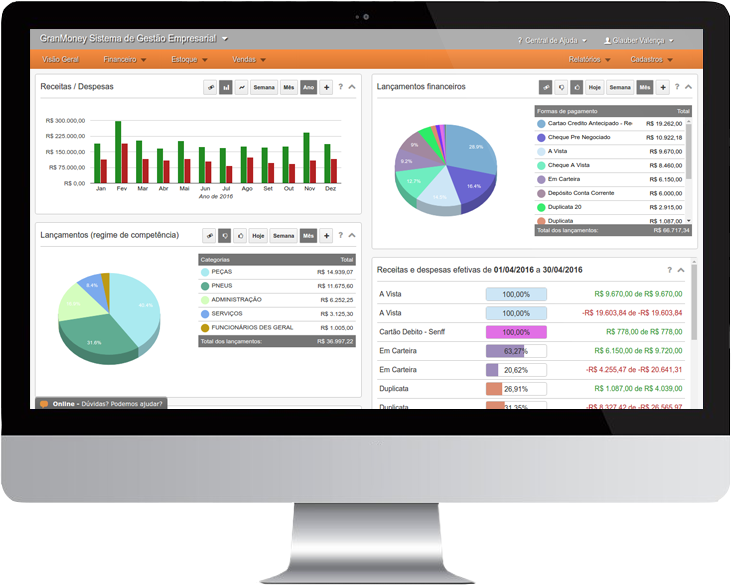 GranMoney Sistema de Gestão Empresarial
? Central de Ajuda
Glauber Valença
Visão Geral
Financeiro
Estoque
Vendas
Relatórios
Cadastros
Receitas / Despesas
Semana
Mês
Ano
+
?
R$ 300.000,00
R$ 225.000,00
R$ 150.000,00
R$ 75.000,00
R$ 0,00
Jan Fev Mar Abr Mai Jun Jul Ago Set Out Nov Dez
Ano de 2016
Lançamentos (regime de competência)
Hoje
Semana
Mês
+
?
Categorias Total
PEÇAS R$ 14.939,07
PNEUS R$ 11.675,60
ADMINISTRAÇÃO R$ 6.252,25
SERVIÇOS R$ 3.125,30
FUNCIONÁRIOS DES GERAL R$ 1.005,00
Total dos lançamentos: R$ 36.997,22
40.4%
31.6%
8.4%
Online - Dúvidas? Podemos ajudar?
Lançamentos financeiros
Hoje
Semana
Mês
+
?
Formas de pagamento Total
Cartao Credito Antecipado - Re R$ 19.262,00
Cheque Pre Negociado R$ 10.922,18
A Vista R$ 9.670,00
Cheque A Vista R$ 8.460,00
Em Carteira R$ 6.150,00
Depósito Conta Corrente R$ 6.000,00
Duplicata 20 R$ 2.915,00
Duplicata R$ 1.087,00
Total dos lançamentos: R$ 66.717,34
28.9%
16.4%
12.7%
9.2%
9%
Receitas e despesas efetivas de 01/04/2016 a 30/04/2016
?
A Vista 100,00% R$ 9.670,00 de R$ 9.670,00
A Vista 100,00% -R$ 19.603,84 de -R$ 19.603,84
Cartão Debito - Senff 100,00% R$ 778,00 de R$ 778,00
Em Carteira 63,27% R$ 6.150,00 de R$ 9.720,00
Em Carteira 20,62% -R$ 4.255,47 de -R$ 20.641,31
Duplicata 26,91% R$ 1.087,00 de R$ 4.039,00
Duplicata 31,35% -R$ 8.327,42 de -R$ 26.565,97